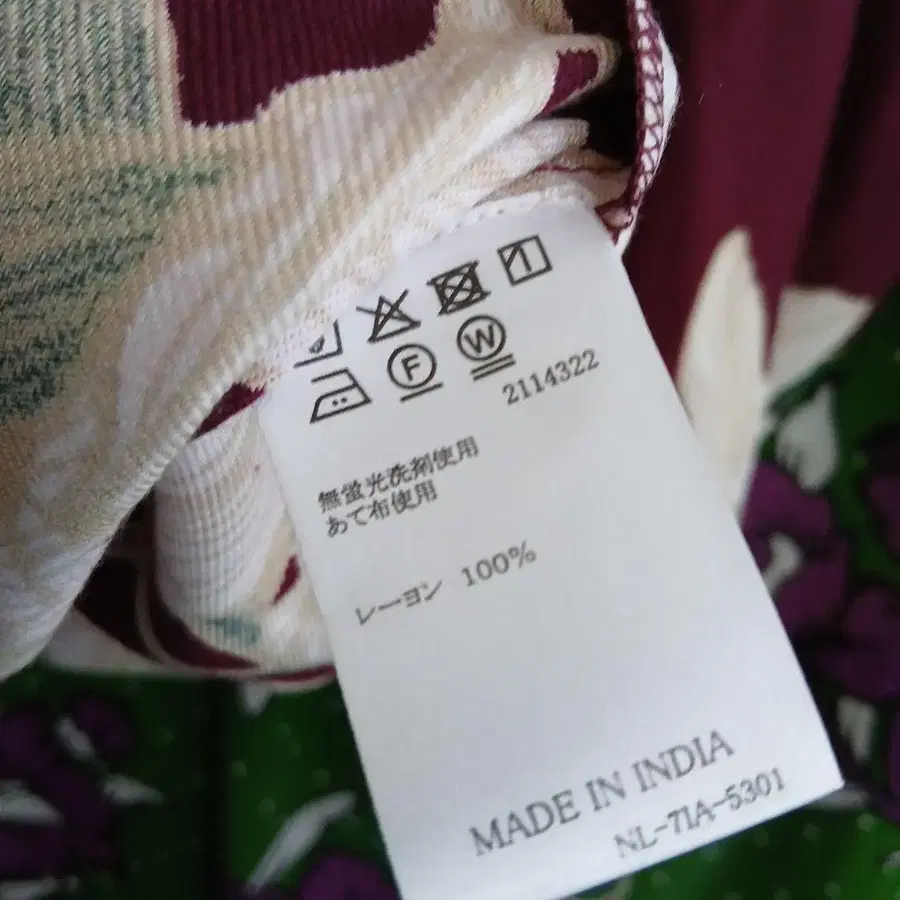 F W
2114322
無蛍光洗剤使用
あて布使用
レーヨン 100%
MADE IN INDIA
NL-71A-5301